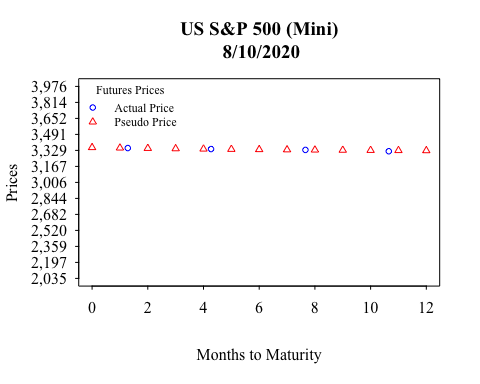 US S&P 500 (Mini)
8/10/2020
Futures Prices
Actual Price
Pseudo Price
Prices
3,976
3,814
3,652
3,491
3,329
3,167
3,006
2,844
2,682
2,520
2,359
2,197
2,035
0 2 4 6 8 10 12
Months to Maturity